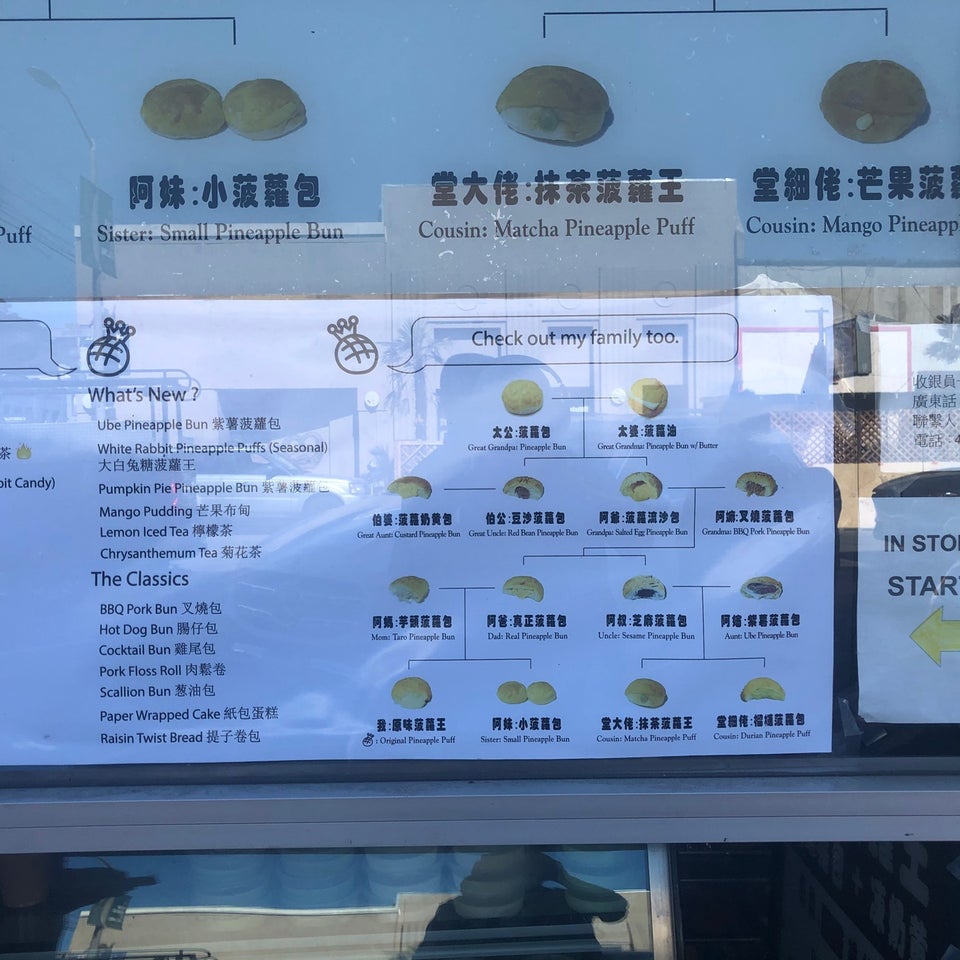 阿妹:小菠蘿包
堂大佬:抹茶菠蘿王
堂細佬:芒果菠蘿
Puff
Sister: Small Pineapple Bun
Cousin: Matcha Pineapple Puff
Cousin: Mango Pineapp
Check out my family too.
What's New ?
Ube Pineapple Bun 紫薯菠蘿包
White Rabbit Pineapple Puffs (Seasonal)
大白兔糖菠蘿王
Pumpkin Pie Pineapple Bun 紫薯菠蘿包
Mango Pudding 芒果布甸
Lemon Iced Tea 檸檬茶
Chrysanthemum Tea 菊花茶
The Classics
BBQ Pork Bun 叉燒包
Hot Dog Bun 腸仔包
Cocktail Bun 雞尾包
Pork Floss Roll 肉鬆卷
Scallion Bun 葱油包
Paper Wrapped Cake 紙包蛋糕
Raisin Twist Bread 提子卷包
茶
bit Candy)
太公:菠蘿包
Great Grandpa: Pineapple Bun
太婆:菠蘿油
Great Grandma: Pineapple Bun w/Butter
伯婆:菠蘿奶黄包
Great Aunt: Custard Pineapple Bun
伯公:豆沙菠蘿包
Great Uncle: Red Bean Pineapple Bun
阿爺:菠蘿流沙包
Grandpa: Salted Egg Pineapple Bun
阿嫲:叉燒菠蘿包
Grandma: BBQ Pork Pineapple Bun
阿媽:芋頭菠蘿包
Mom: Taro Pineapple Bun
阿爸:真正菠蘿包
Dad: Real Pineapple Bun
阿叔:芝麻菠蘿包
Uncle: Sesame Pineapple Bun
阿嬸:紫薯菠蘿包
Aunt: Ube Pineapple Bun
我:原味菠蘿王
: Original Pineapple Puff
阿妹:小菠蘿包
Sister: Small Pineapple Bun
堂大佬:抹茶菠蘿王
Cousin: Matcha Pineapple Puff
堂細佬:榴槤菠蘿包
Cousin: Durian Pineapple Puff
收銀員
廣東話
聯繫人
電話
IN STO
STAR